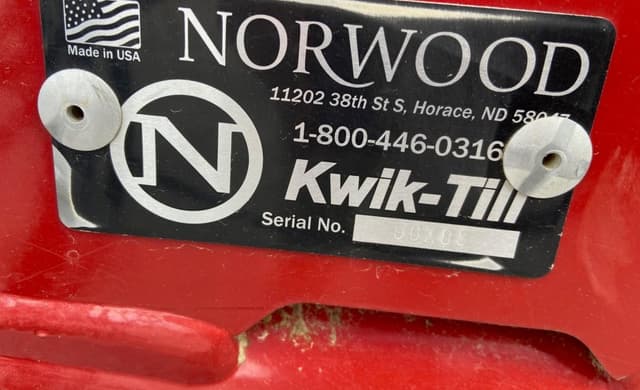 NORWOOD
Made in USA
11202 38th St S, Horace, ND
1-800-446-0316
N
Kwik-Till
Serial No.